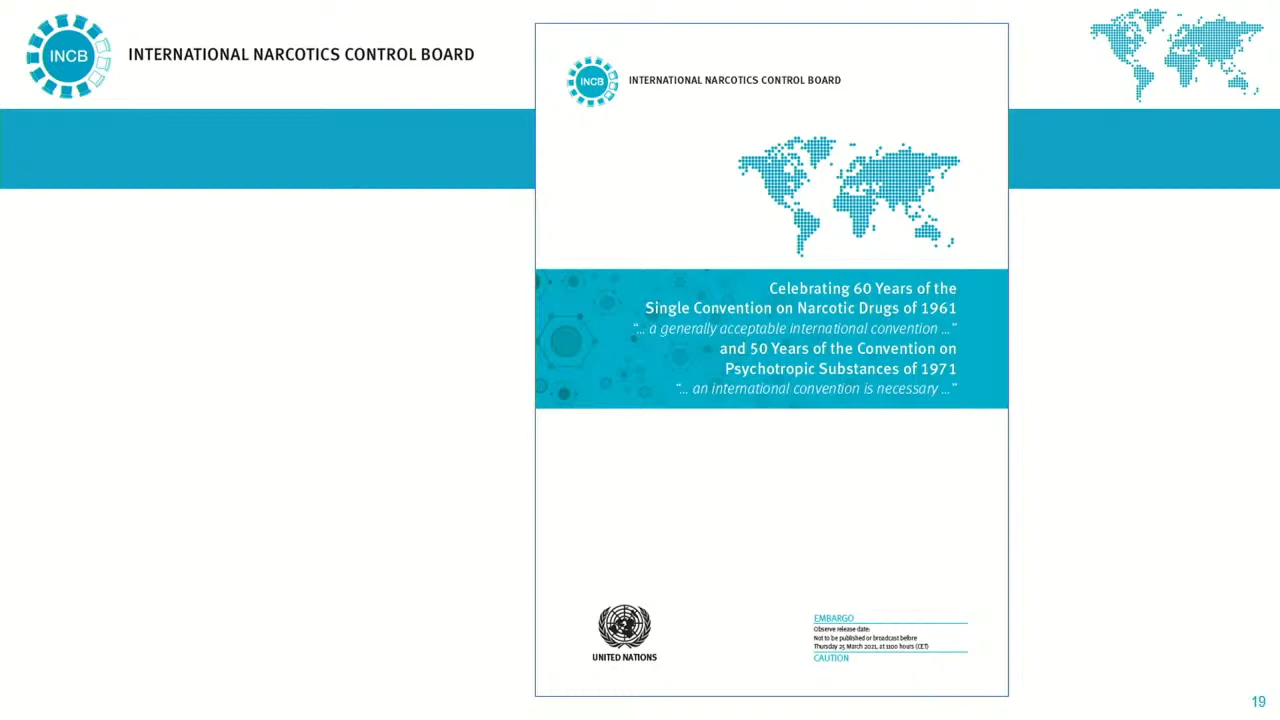 INCB
INTERNATIONAL NARCOTICS CONTROL BOARD
INCB
INTERNATIONAL NARCOTICS CONTROL BOARD
Celebrating 60 Years of the
Single Convention on Narcotic Drugs of 1961
“... a generally acceptable international convention ...”
and 50 Years of the Convention on
Psychotropic Substances of 1971
“... an international convention is necessary ...”
UNITED NATIONS
EMBARGO
Observe release date:
Not to be published or broadcast before
Thursday 25 March 2021, at 1100 hours (CET)
CAUTION
19